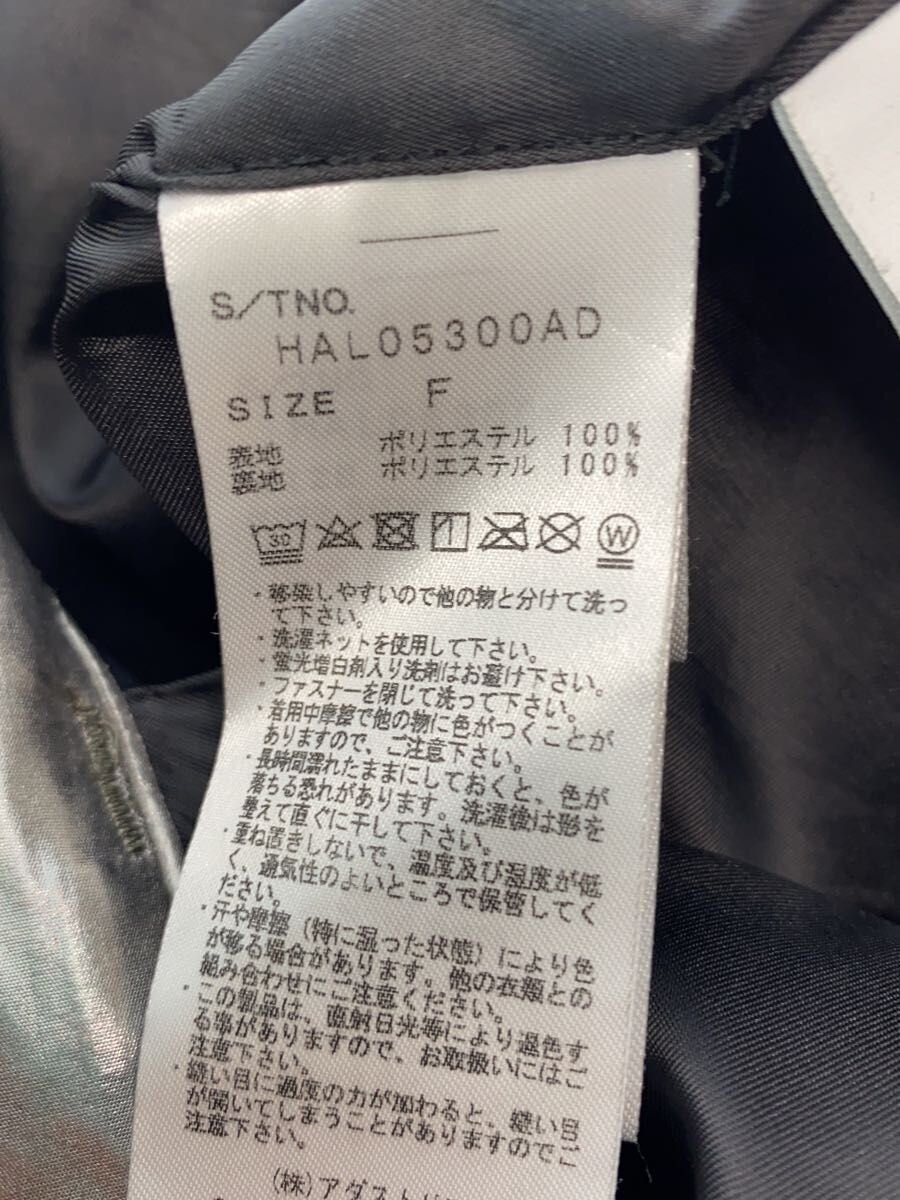 S/TNO.
HAL05300AD
SIZE F
表地 ポリエステル 100%
裏地 ポリエステル 100%
30 W
・移染しやすいので他の物と分けて洗っ
て下さい。
・洗濯ネットを使用して下さい。
・蛍光増白剤入り洗剤はお避け下さい。
・ファスナーを閉じて洗って下さい。
・着用中摩擦で他の物に色がつくことが
ありますので、ご注意下さい。
・長時間濡れたままにしておくと、色が
落ちる恐れがあります。洗濯後は形を
整えて直ぐに干して下さい。
・重ね置きしないで、温度及び湿度が低
く、通気性のよいところで保管してく
ださい。
・汗や摩擦（特に湿った状態）により色
が移る場合があります。他の衣類との
組み合わせにご注意ください。
・この製品は、直射日光等により退色す
る事がありますので、お取扱いにはご
注意下さい。
・縫い目に過度の力が加わると、縫い目
が開いてしまうことがありますのでご
注意下さい。
(株)アダストリ